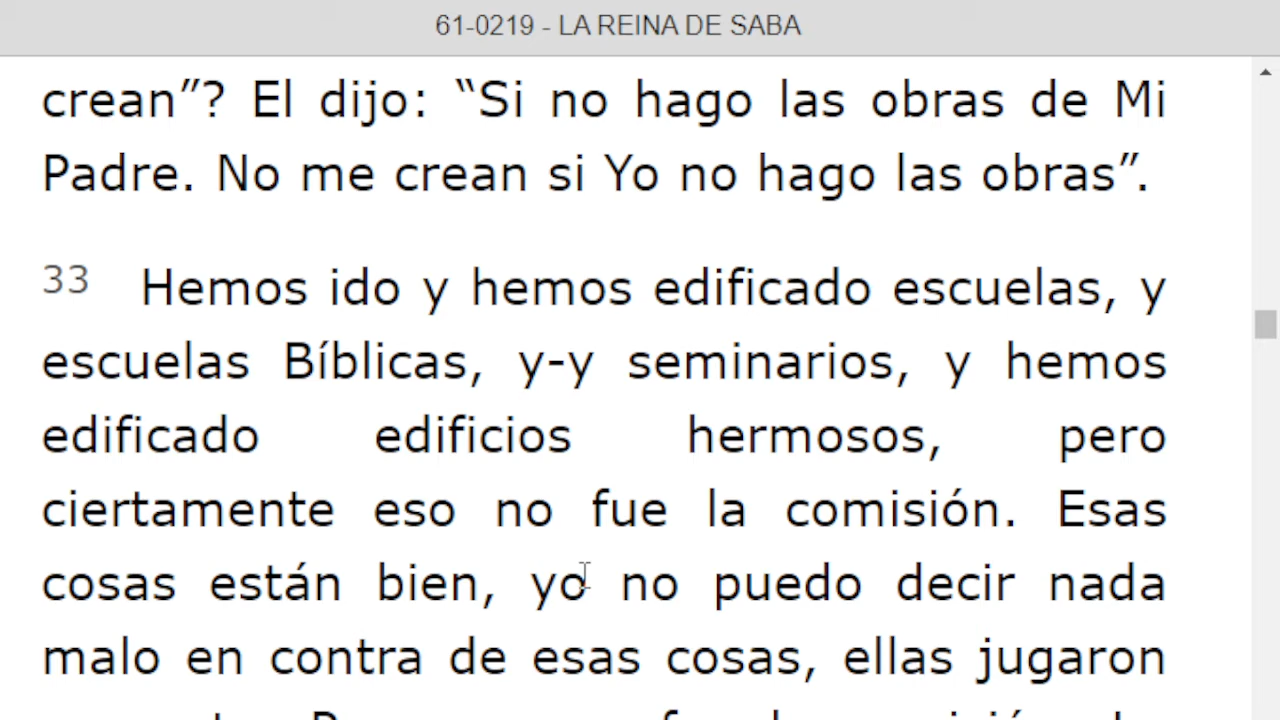 61-0219 - LA REINA DE SABA
crean”? El dijo: “Si no hago las obras de Mi
Padre. No me crean si Yo no hago las obras”.
33 Hemos ido y hemos edificado escuelas, y
escuelas Bíblicas, y-y seminarios, y hemos
edificado edificios hermosos, pero
ciertamente eso no fue la comisión. Esas
cosas están bien, yo no puedo decir nada
malo en contra de esas cosas, ellas jugaron